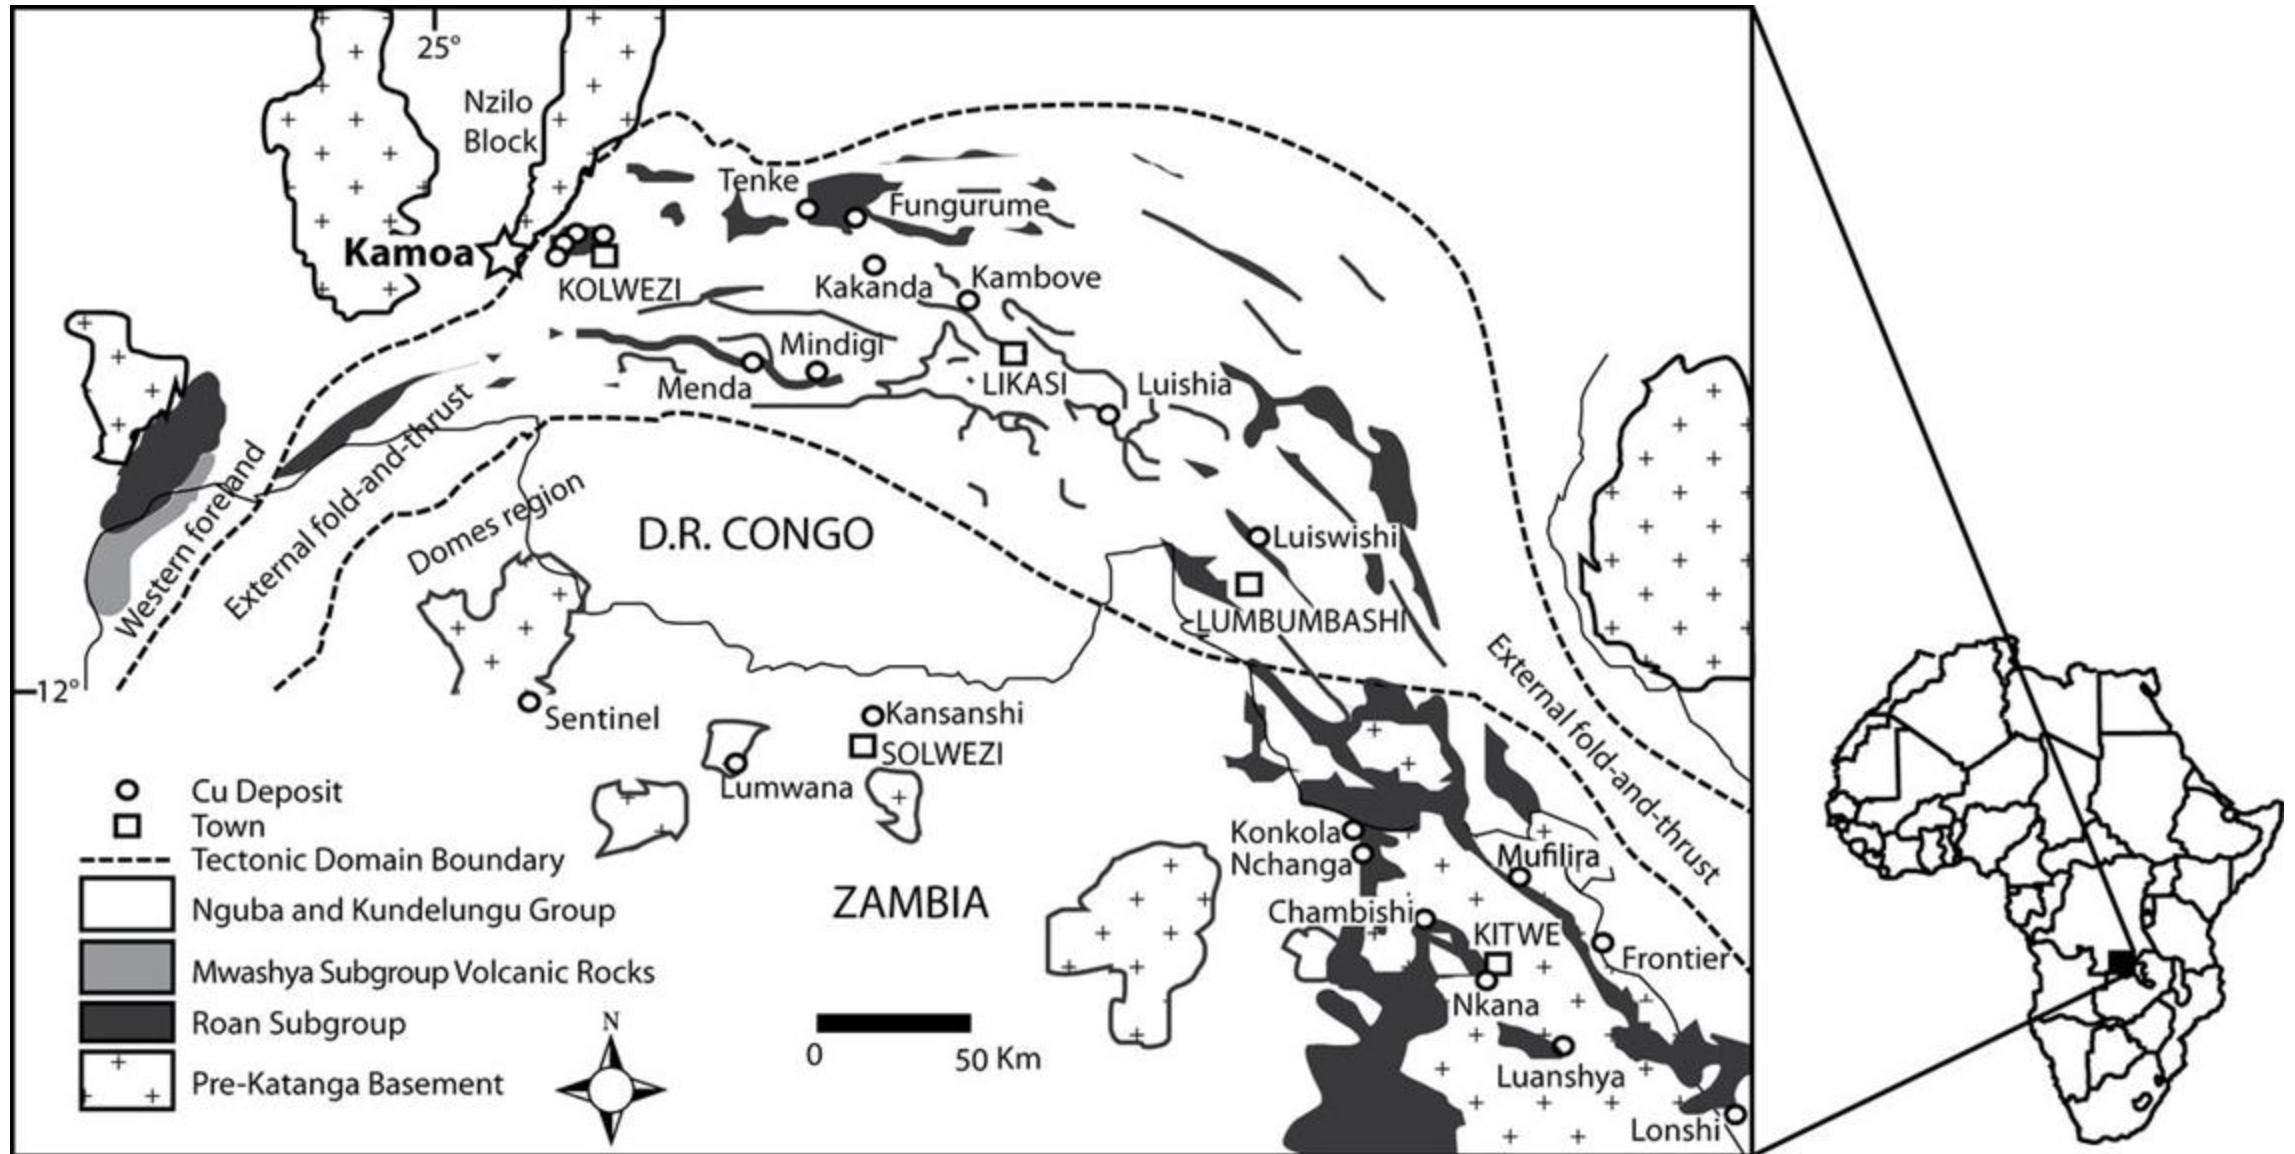 25°
Nzilo
Block
Tenke
Fungurume
Kamoa
KOLWEZI
Kakanda
Kambove
Mindigi
Menda
LIKASI
Luishia
Western foreland
External fold-and-thrust
Domes region
D.R. CONGO
Luiswishi
LUMBUMBASHI
External fold-and-thrust
12°
Sentinel
Kansanshi
SOLWEZI
Lumwana
ZAMBIA
Konkola
Nchanga
Mufilira
Chambishi
KITWE
Frontier
Nkana
Luanshya
Lonshi
Cu Deposit
Town
Tectonic Domain Boundary
Nguba and Kundelungu Group
Mwashya Subgroup Volcanic Rocks
Roan Subgroup
Pre-Katanga Basement
N
0 50 Km